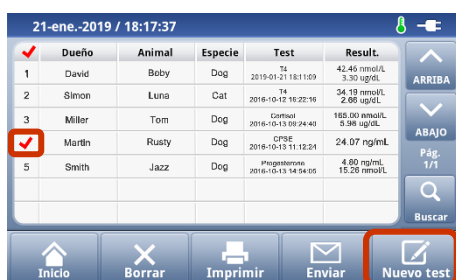 21-ene.-2019 / 18:17:37
Dueño Animal Especie Test Result.
1 David Boby Dog T4 2019-01-21 18:11:09 42.46 nmol/L 3.30 ug/dL
2 Simon Luna Cat T4 2016-10-12 16:22:16 34.19 nmol/L 2.66 ug/dL
3 Miller Tom Dog Cortisol 2016-10-13 09:24:40 165.00 nmol/L 5.98 ug/dL
Martin Rusty Dog CPSE 2016-10-13 11:12:24 24.07 ng/mL
5 Smith Jazz Dog Progesterone 2016-10-13 14:54:05 4.80 ng/mL 15.26 nmol/L
ARRIBA
ABAJO
Pág.
1/1
Buscar
Inicio Borrar Imprimir Enviar Nuevo test